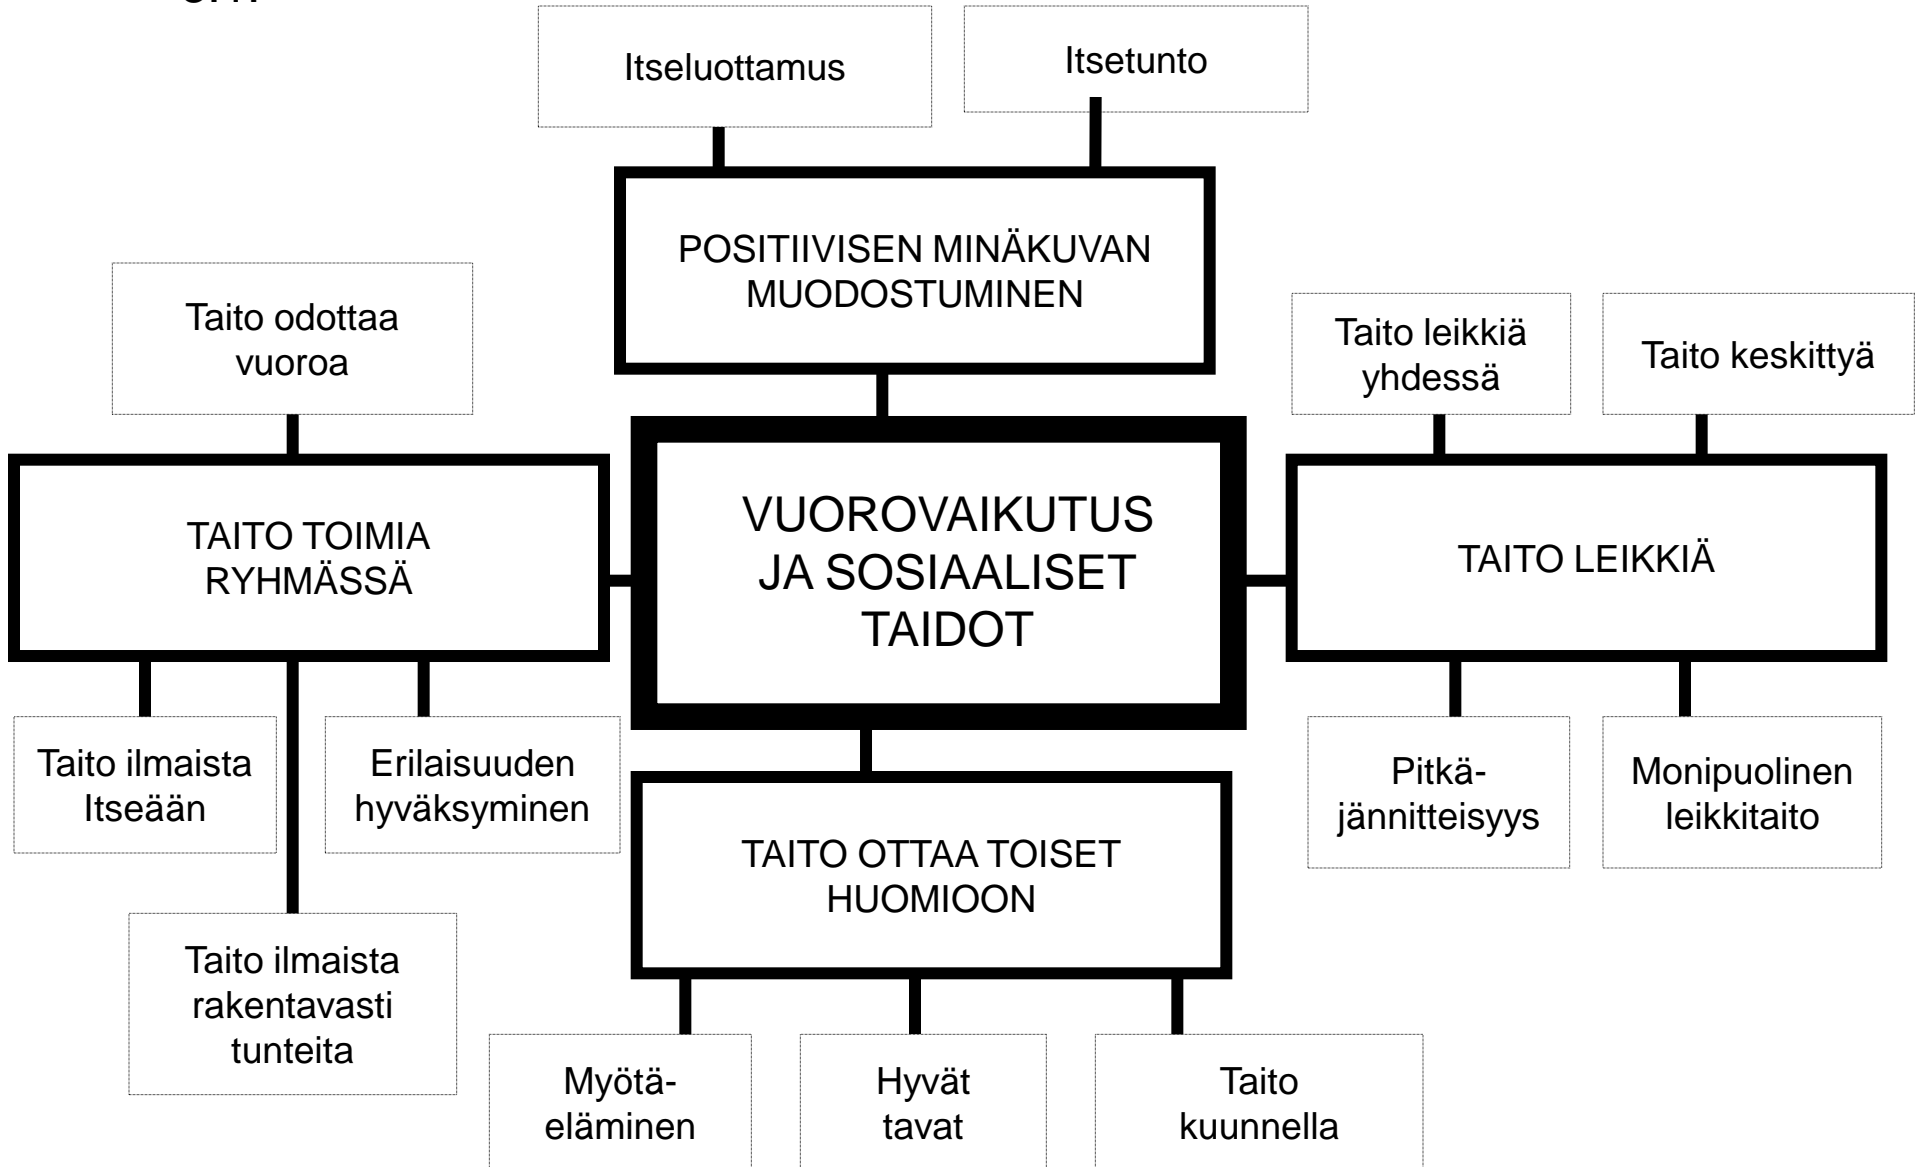 Itseluottamus
Itsetunto
POSITIIVISEN MINÄKUVAN
MUODOSTUMINEN
Taito odottaa
vuoroa
Taito leikkiä
yhdessä
Taito keskittyä
TAITO TOIMIA
RYHMÄSSÄ
VUOROVAIKUTUS
JA SOSIAALISET
TAIDOT
TAITO LEIKKIÄ
Taito ilmaista
Itseään
Erilaisuuden
hyväksyminen
Pitkä-
jännitteisyys
Monipuolinen
leikkitaito
TAITO OTTAA TOISET
HUOMIOON
Taito ilmaista
rakentavasti
tunteita
Myötä-
eläminen
Hyvät
tavat
Taito
kuunnella